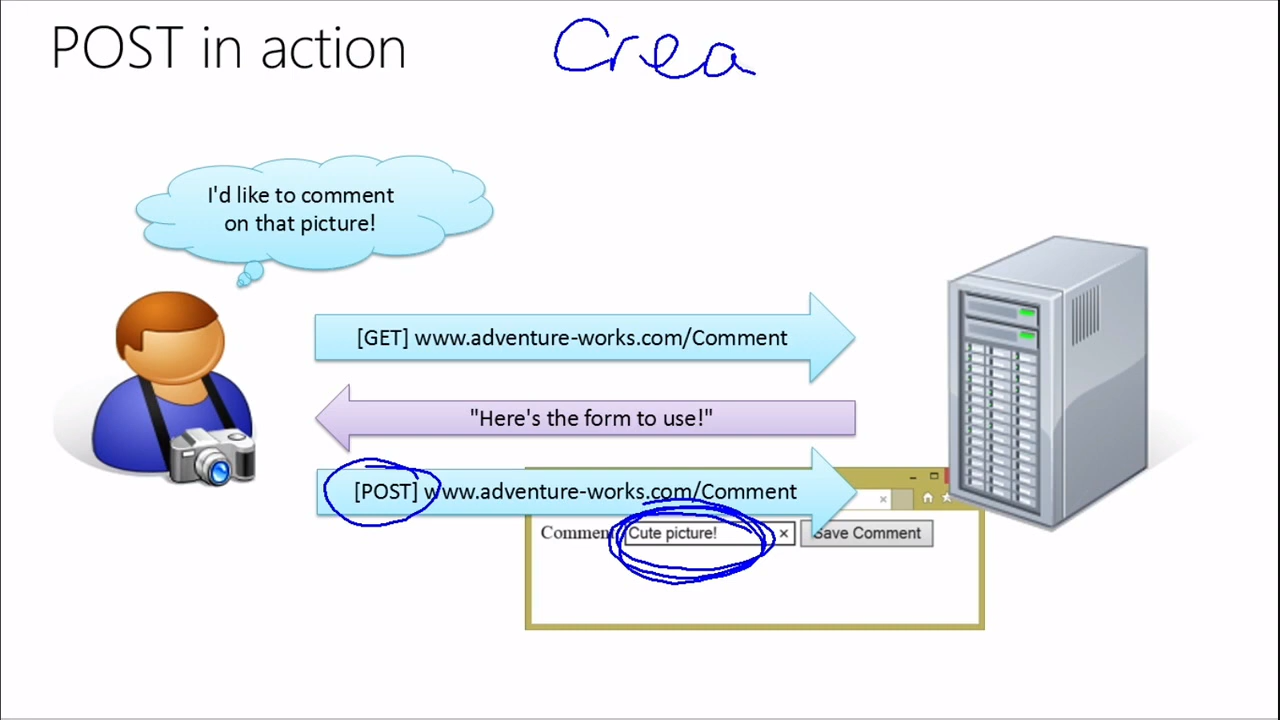 POST in action
Crea
I'd like to comment
on that picture!
[GET] www.adventure-works.com/Comment
"Here's the form to use!"
[POST] www.adventure-works.com/Comment
Comment Cute picture! × Save Comment